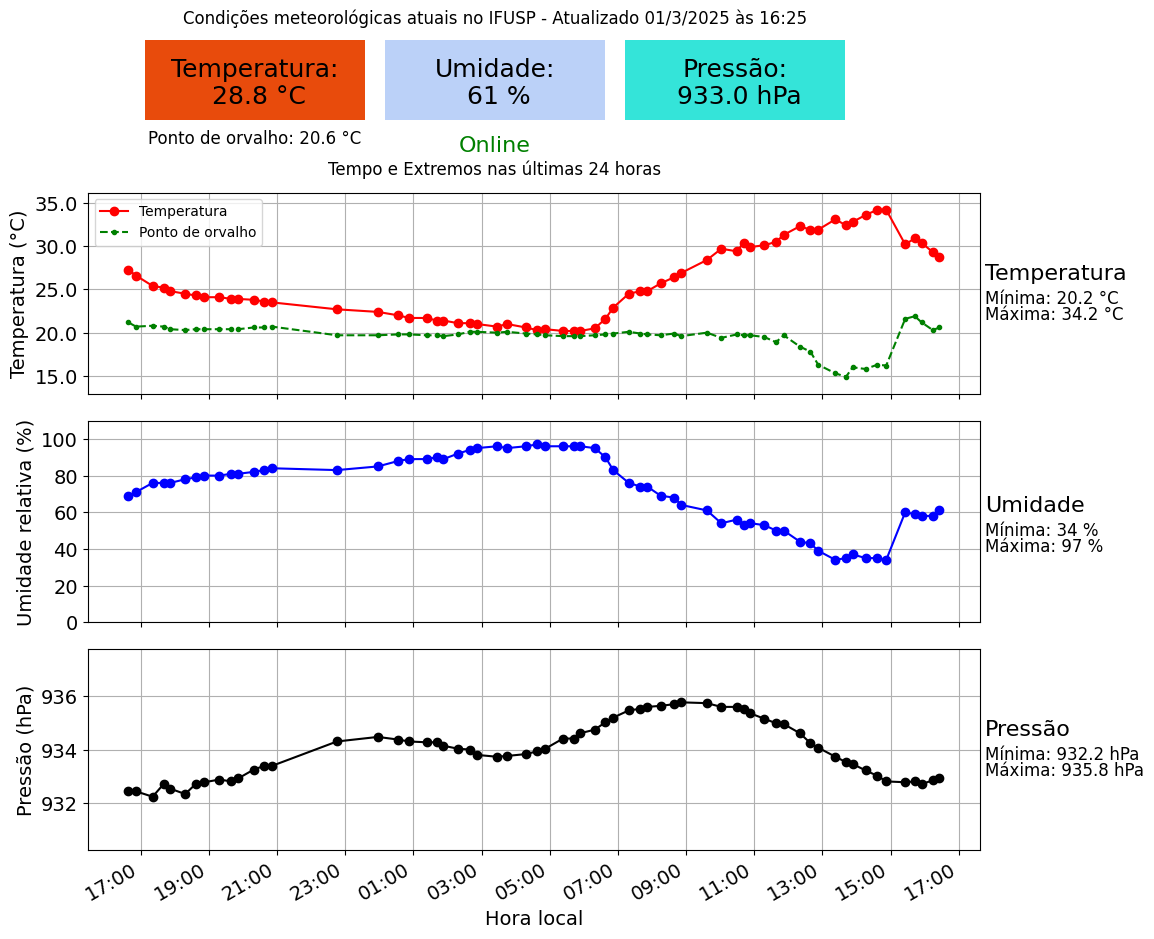 Condições meteorológicas atuais no IFUSP - Atualizado 01/3/2025 às 16:25
Temperatura:
28.8 °C
Umidade:
61 %
Pressão:
933.0 hPa
Ponto de orvalho: 20.6 °C
Online
Tempo e Extremos nas últimas 24 horas
Temperatura (°C)
35.0
30.0
25.0
20.0
15.0
Temperatura
Ponto de orvalho
Temperatura
Mínima: 20.2 °C
Máxima: 34.2 °C
Umidade relativa (%)
100
80
60
40
20
0
Umidade
Mínima: 34 %
Máxima: 97 %
Pressão (hPa)
936
934
932
Pressão
Mínima: 932.2 hPa
Máxima: 935.8 hPa
17:00 19:00 21:00 23:00 01:00 03:00 05:00 07:00 09:00 11:00 13:00 15:00 17:00
Hora local